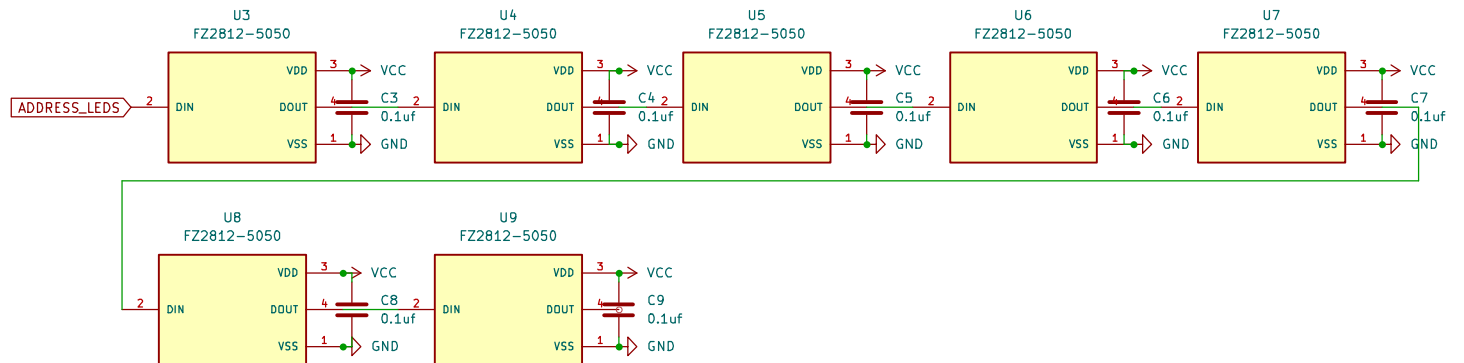 U3
FZ2812-5050
U4
FZ2812-5050
U5
FZ2812-5050
U6
FZ2812-5050
U7
FZ2812-5050
VDD 3 VCC
VDD 3 VCC
VDD 3 VCC
VDD 3 VCC
VDD 3 VCC
ADDRESS_LEDS 2 DIN DOUT 4 C3 0.1uf
2 DIN DOUT 4 C4 0.1uf
2 DIN DOUT 4 C5 0.1uf
2 DIN DOUT 4 C6 0.1uf
2 DIN DOUT 4 C7 0.1uf
VSS 1 GND
VSS 1 GND
VSS 1 GND
VSS 1 GND
VSS 1 GND
U8
FZ2812-5050
U9
FZ2812-5050
VDD 3 VCC
VDD 3 VCC
2 DIN DOUT 4 C8 0.1uf
2 DIN DOUT 4 C9 0.1uf
VSS 1 GND
VSS 1 GND